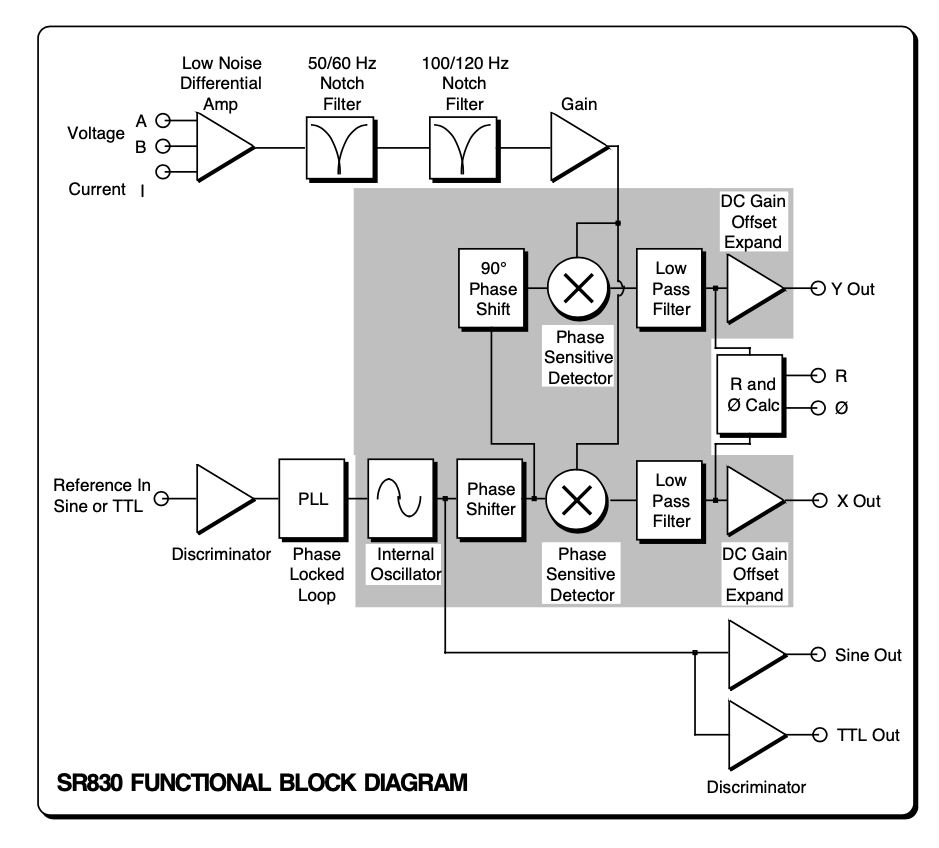 Low Noise
Differential
Amp
50/60 Hz
Notch
Filter
100/120 Hz
Notch
Filter
Gain
Voltage
A
B
Current I
DC Gain
Offset
Expand
90°
Phase
Shift
Low
Pass
Filter
Y Out
Phase
Sensitive
Detector
R and
Ø Calc
R
Ø
Reference In
Sine or TTL
Discriminator
PLL
Phase
Locked
Loop
Internal
Oscillator
Phase
Shifter
Phase
Sensitive
Detector
Low
Pass
Filter
DC Gain
Offset
Expand
X Out
Sine Out
TTL Out
Discriminator
SR830 FUNCTIONAL BLOCK DIAGRAM